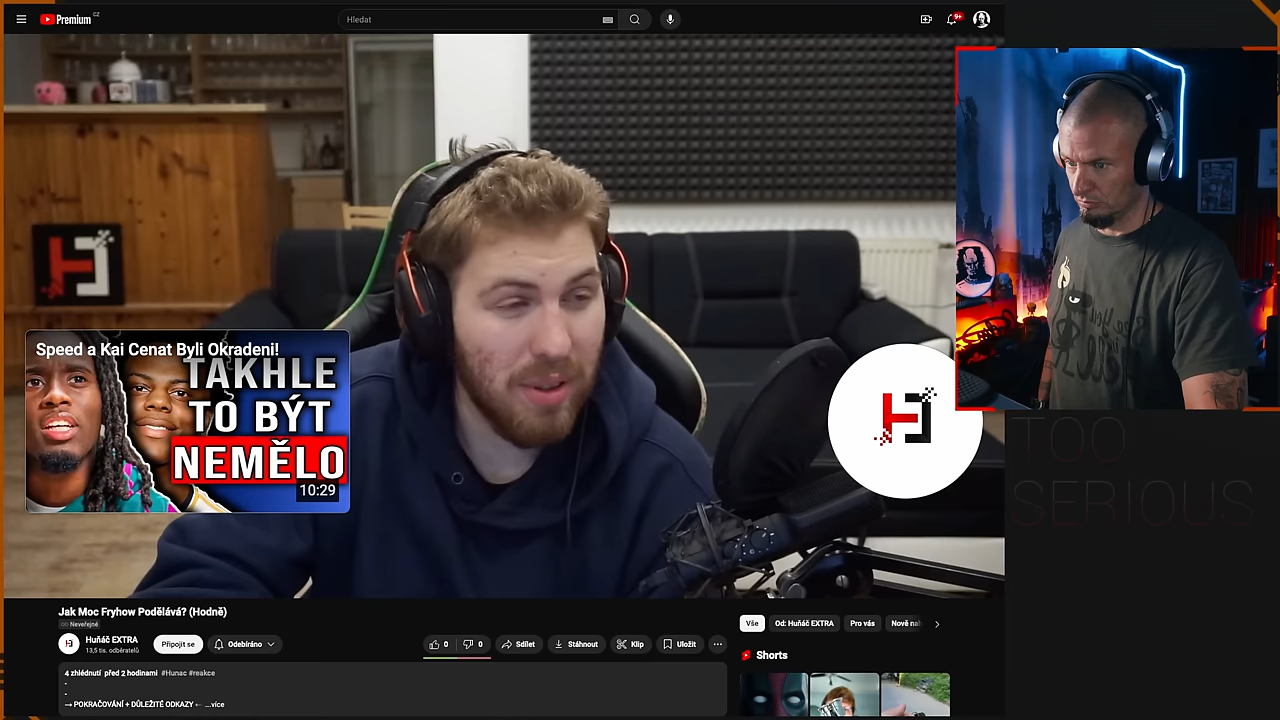 Premium CZ
Hledat
9+
Speed a Kai Cenat Byli Okradeni!
TAKHLE
TO BÝT
NEMĚLO
10:29
TOO
SERIOUS
Jak Moc Fryhow Podělává? (Hodně)
Neveřejné
Huňáč EXTRA
13,5 tis. odběratelů
Připojit se
Odebíráno
0
0
Sdílet
Stáhnout
Klip
Uložit
4 zhlédnutí před 2 hodinami #Hunac #reakce
-
-
→ POKRAČOVÁNÍ + DŮLEŽITÉ ODKAZY ← ...více
Vše
Od: Huňáč EXTRA
Pro vás
Nově na
Shorts